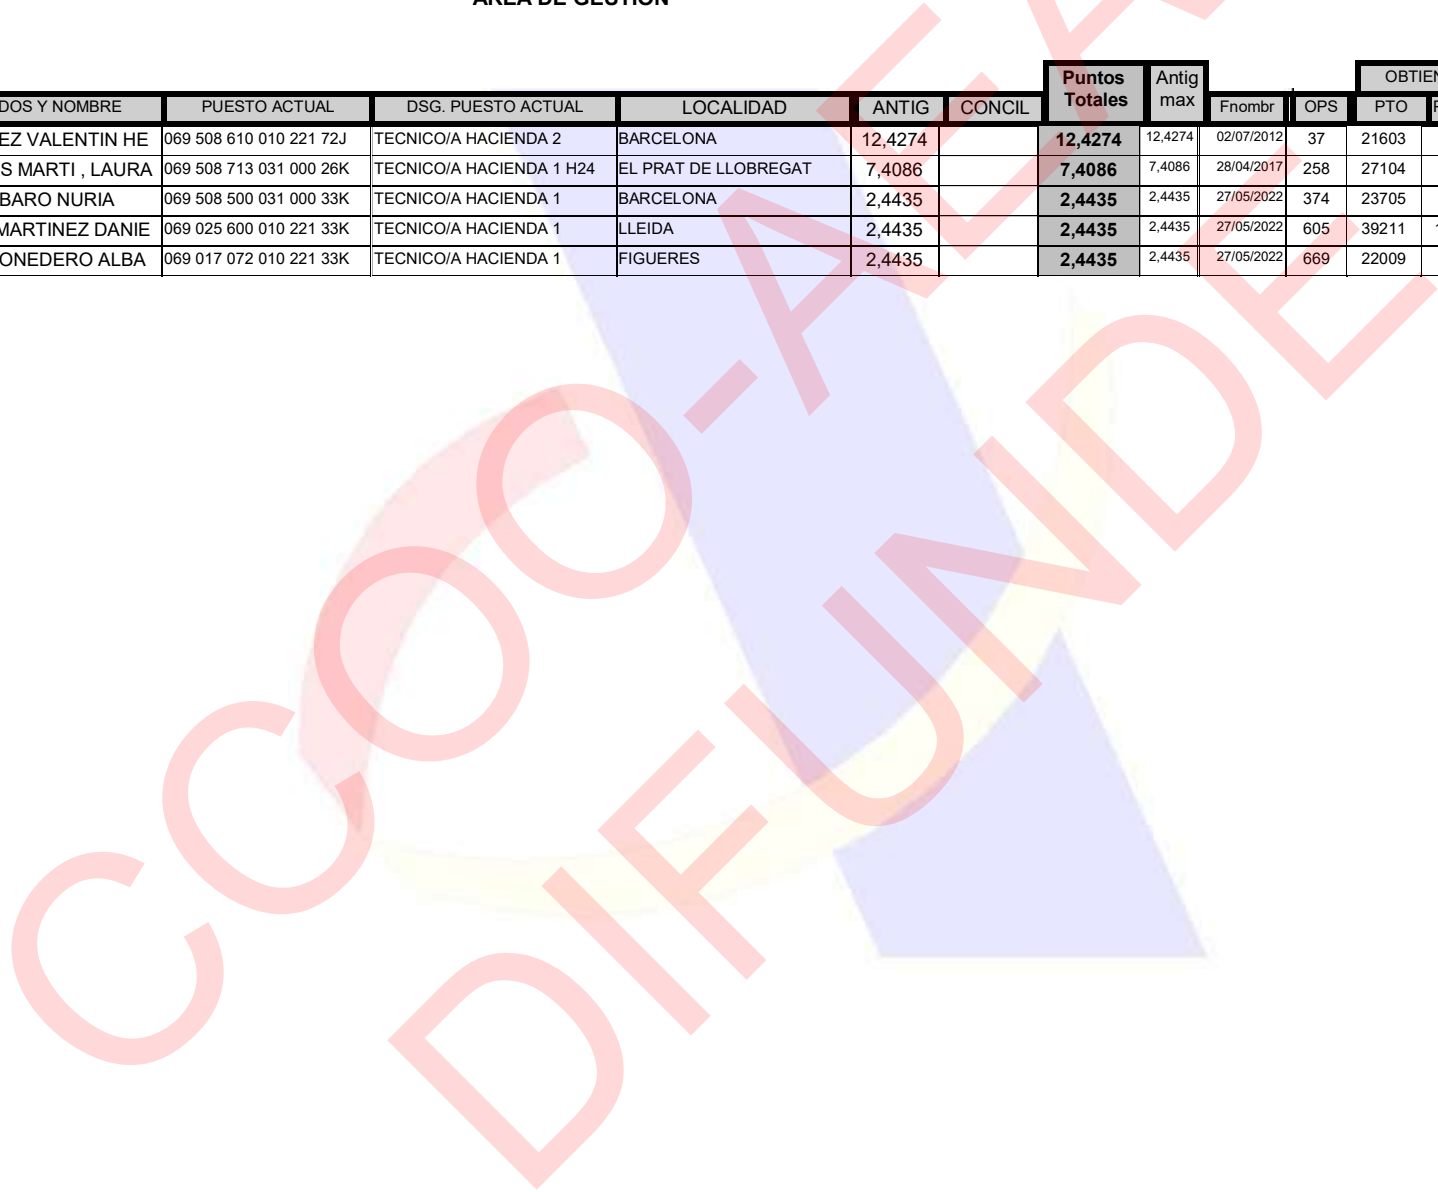 AREA DE GESTION
Puntos Totales Antig max OBTIEN
DOS Y NOMBRE PUESTO ACTUAL DSG. PUESTO ACTUAL LOCALIDAD ANTIG CONCIL Fnombr OPS PTO
EZ VALENTIN HE 069 508 610 010 221 72J TECNICO/A HACIENDA 2 BARCELONA 12,4274 12,4274 12,4274 02/07/2012 37 21603
S MARTI , LAURA 069 508 713 031 000 26K TECNICO/A HACIENDA 1 H24 EL PRAT DE LLOBREGAT 7,4086 7,4086 7,4086 28/04/2017 258 27104
BARO NURIA 069 508 500 031 000 33K TECNICO/A HACIENDA 1 BARCELONA 2,4435 2,4435 2,4435 27/05/2022 374 23705
MARTINEZ DANIE 069 025 600 010 221 33K TECNICO/A HACIENDA 1 LLEIDA 2,4435 2,4435 2,4435 27/05/2022 605 39211
ONEDERO ALBA 069 017 072 010 221 33K TECNICO/A HACIENDA 1 FIGUERES 2,4435 2,4435 2,4435 27/05/2022 669 22009
CCOO-AEA
DIFUNDE